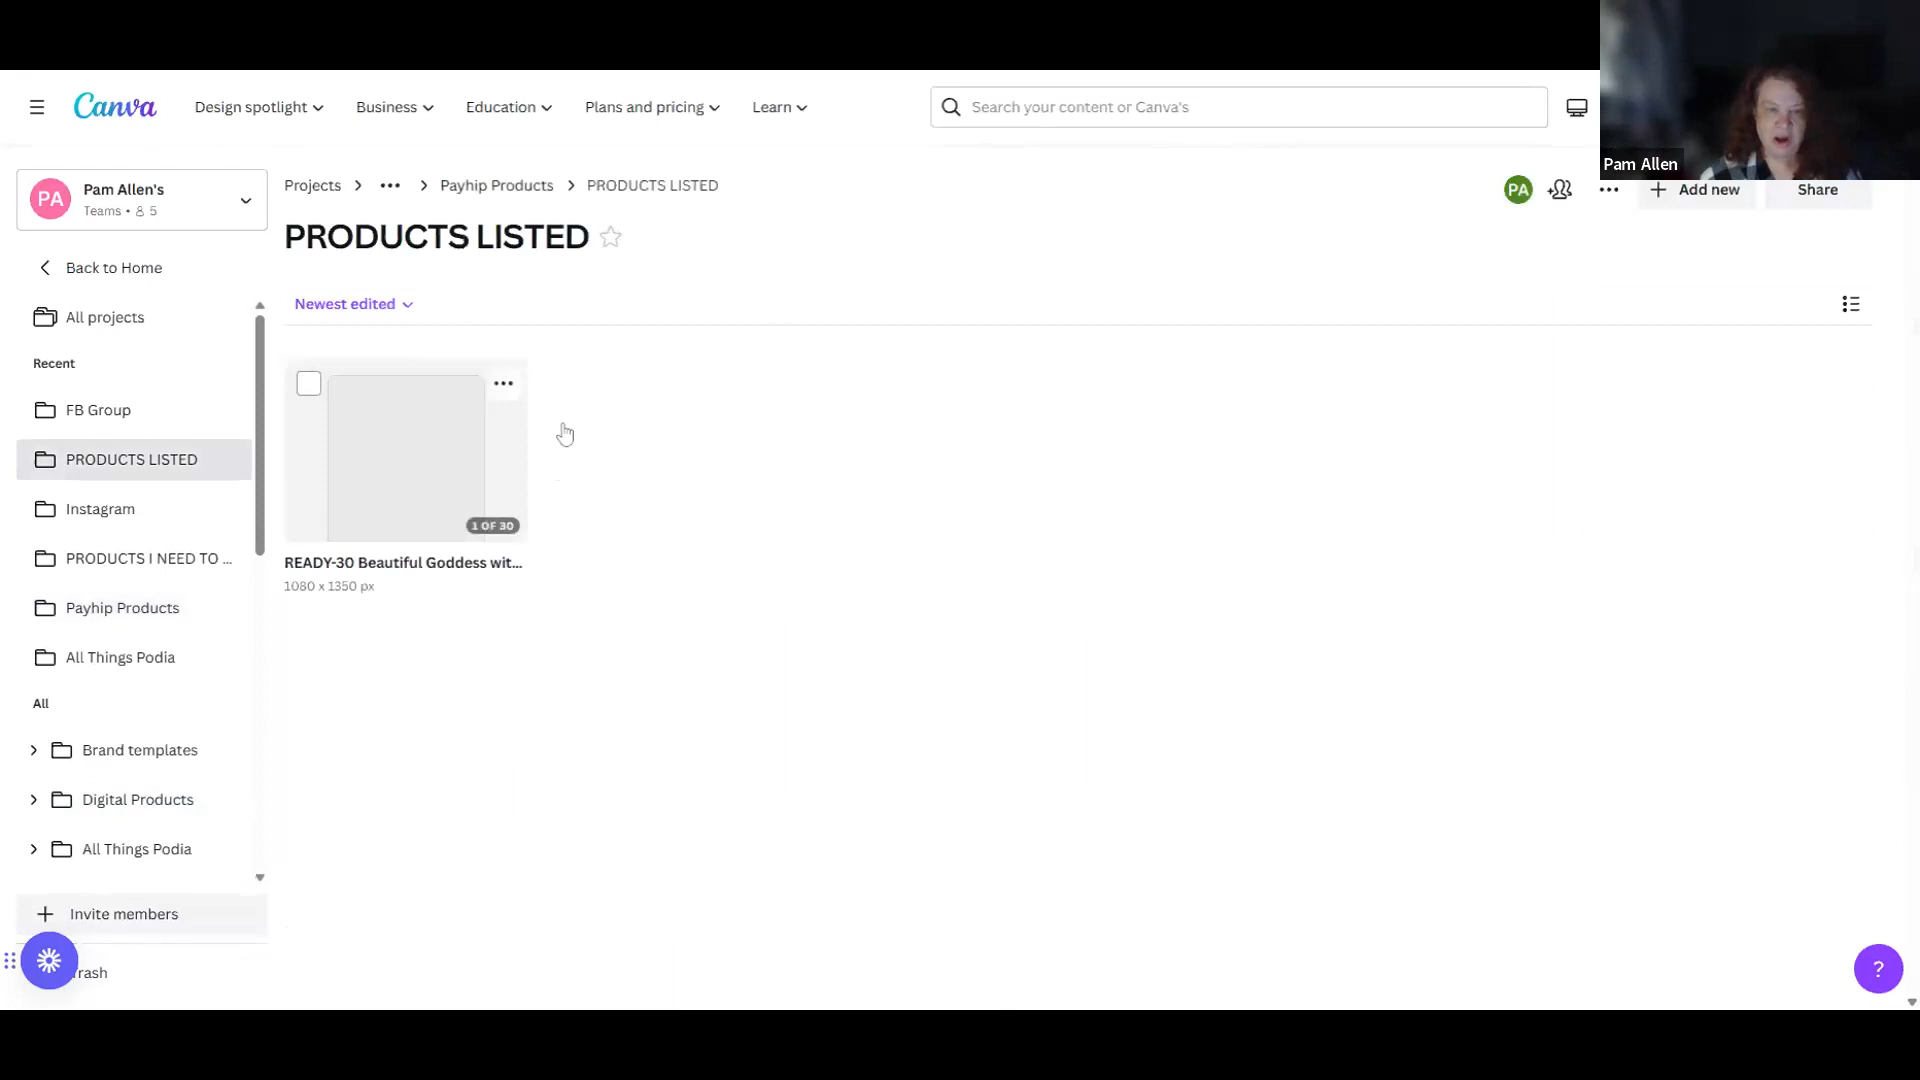 Canva
Design spotlight
Business
Education
Plans and pricing
Learn
Search your content or Canva's
Pam Allen
PA
Pam Allen's
Teams • 5
Projects
Payhip Products
PRODUCTS LISTED
PA
Add new
Share
PRODUCTS LISTED
Back to Home
Newest edited
All projects
Recent
FB Group
PRODUCTS LISTED
Instagram
PRODUCTS I NEED TO ...
Payhip Products
All Things Podia
All
Brand templates
Digital Products
All Things Podia
Invite members
rash
1 OF 30
READY-30 Beautiful Goddess wit...
1080 x 1350 px
?